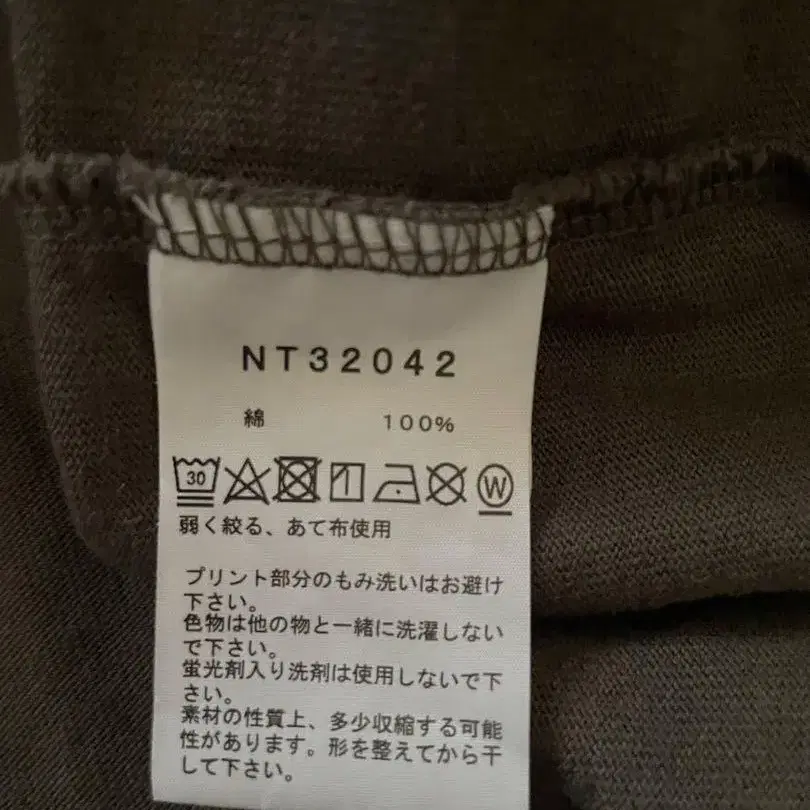 NT32042
綿 100%
30 W
弱く絞る、あて布使用
プリント部分のもみ洗いはお避け
下さい。
色物は他の物と一緒に洗濯しない
で下さい。
蛍光剤入り洗剤は使用しないで下
さい。
素材の性質上、多少収縮する可能
性があります。形を整えてから干
して下さい。